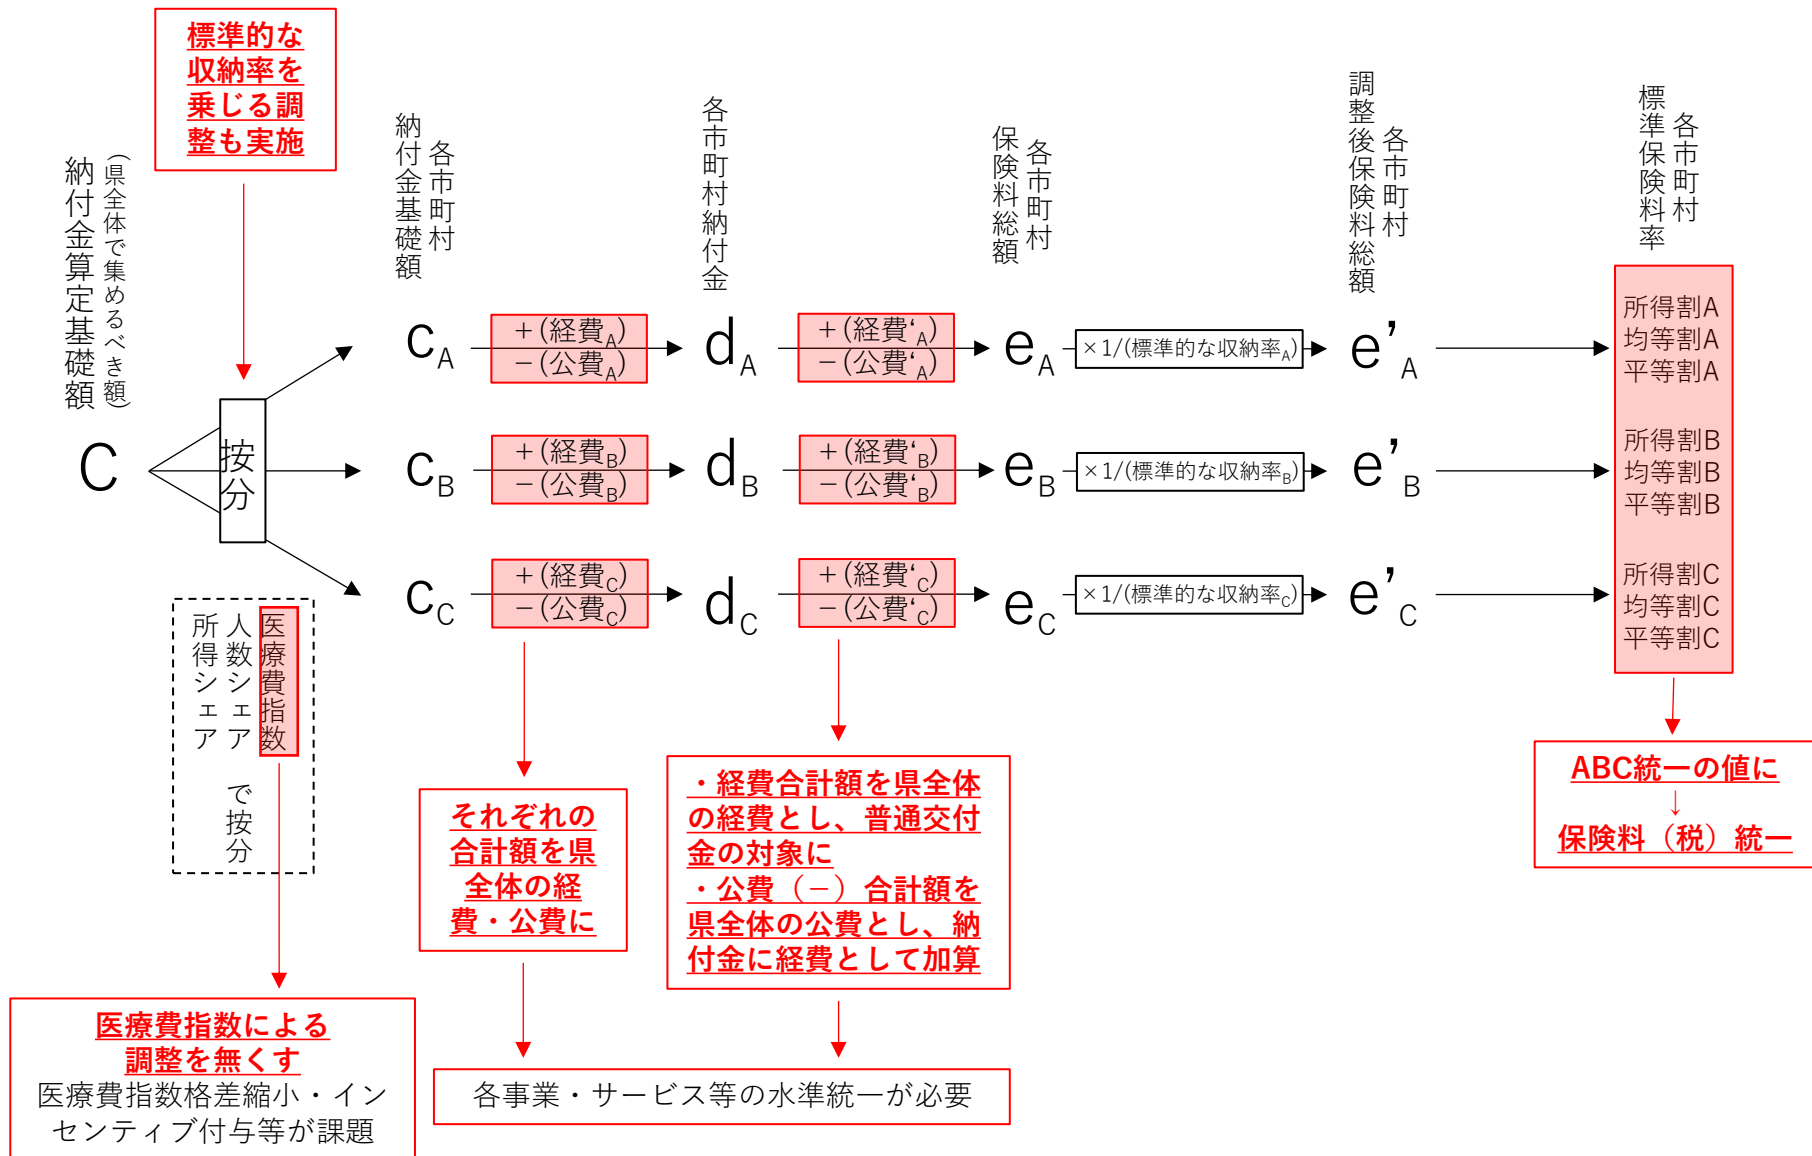 標準的な
収納率を
乗じる調
整も実施
(県全体で集めるべき額)
納付金算定基礎額
各市町村
納付金基礎額
各市町村納付金
各市町村
保険料総額
各市町村
調整後保険料総額
各市町村
標準保険料率
C
按分
cA
+(経費A)
−(公費A)
dA
+(経費‘A)
−(公費‘A)
eA
×1/(標準的な収納率A)
e’A
所得割A
均等割A
平等割A
cB
+(経費B)
−(公費B)
dB
+(経費‘B)
−(公費‘B)
eB
×1/(標準的な収納率B)
e’B
所得割B
均等割B
平等割B
cC
+(経費C)
−(公費C)
dC
+(経費‘C)
−(公費‘C)
eC
×1/(標準的な収納率C)
e’C
所得割C
均等割C
平等割C
医療費指数
人数シェア
所得シェア
で按分
それぞれの
合計額を県
全体の経
費・公費に
・経費合計額を県全体
の経費とし、普通交付
金の対象に
・公費（−）合計額を
県全体の公費とし、納
付金に経費として加算
ABC統一の値に
↓
保険料（税）統一
医療費指数による
調整を無くす
医療費指数格差縮小・イン
センティブ付与等が課題
各事業・サービス等の水準統一が必要